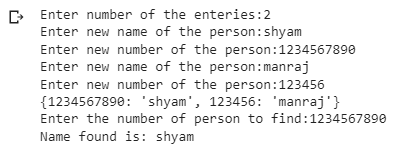 Enter number of the enteries:2
Enter new name of the person:shyam
Enter new number of the person:1234567890
Enter new name of the person:manraj
Enter new number of the person:123456
{1234567890: 'shyam', 123456: 'manraj'}
Enter the number of person to find:1234567890
Name found is: shyam